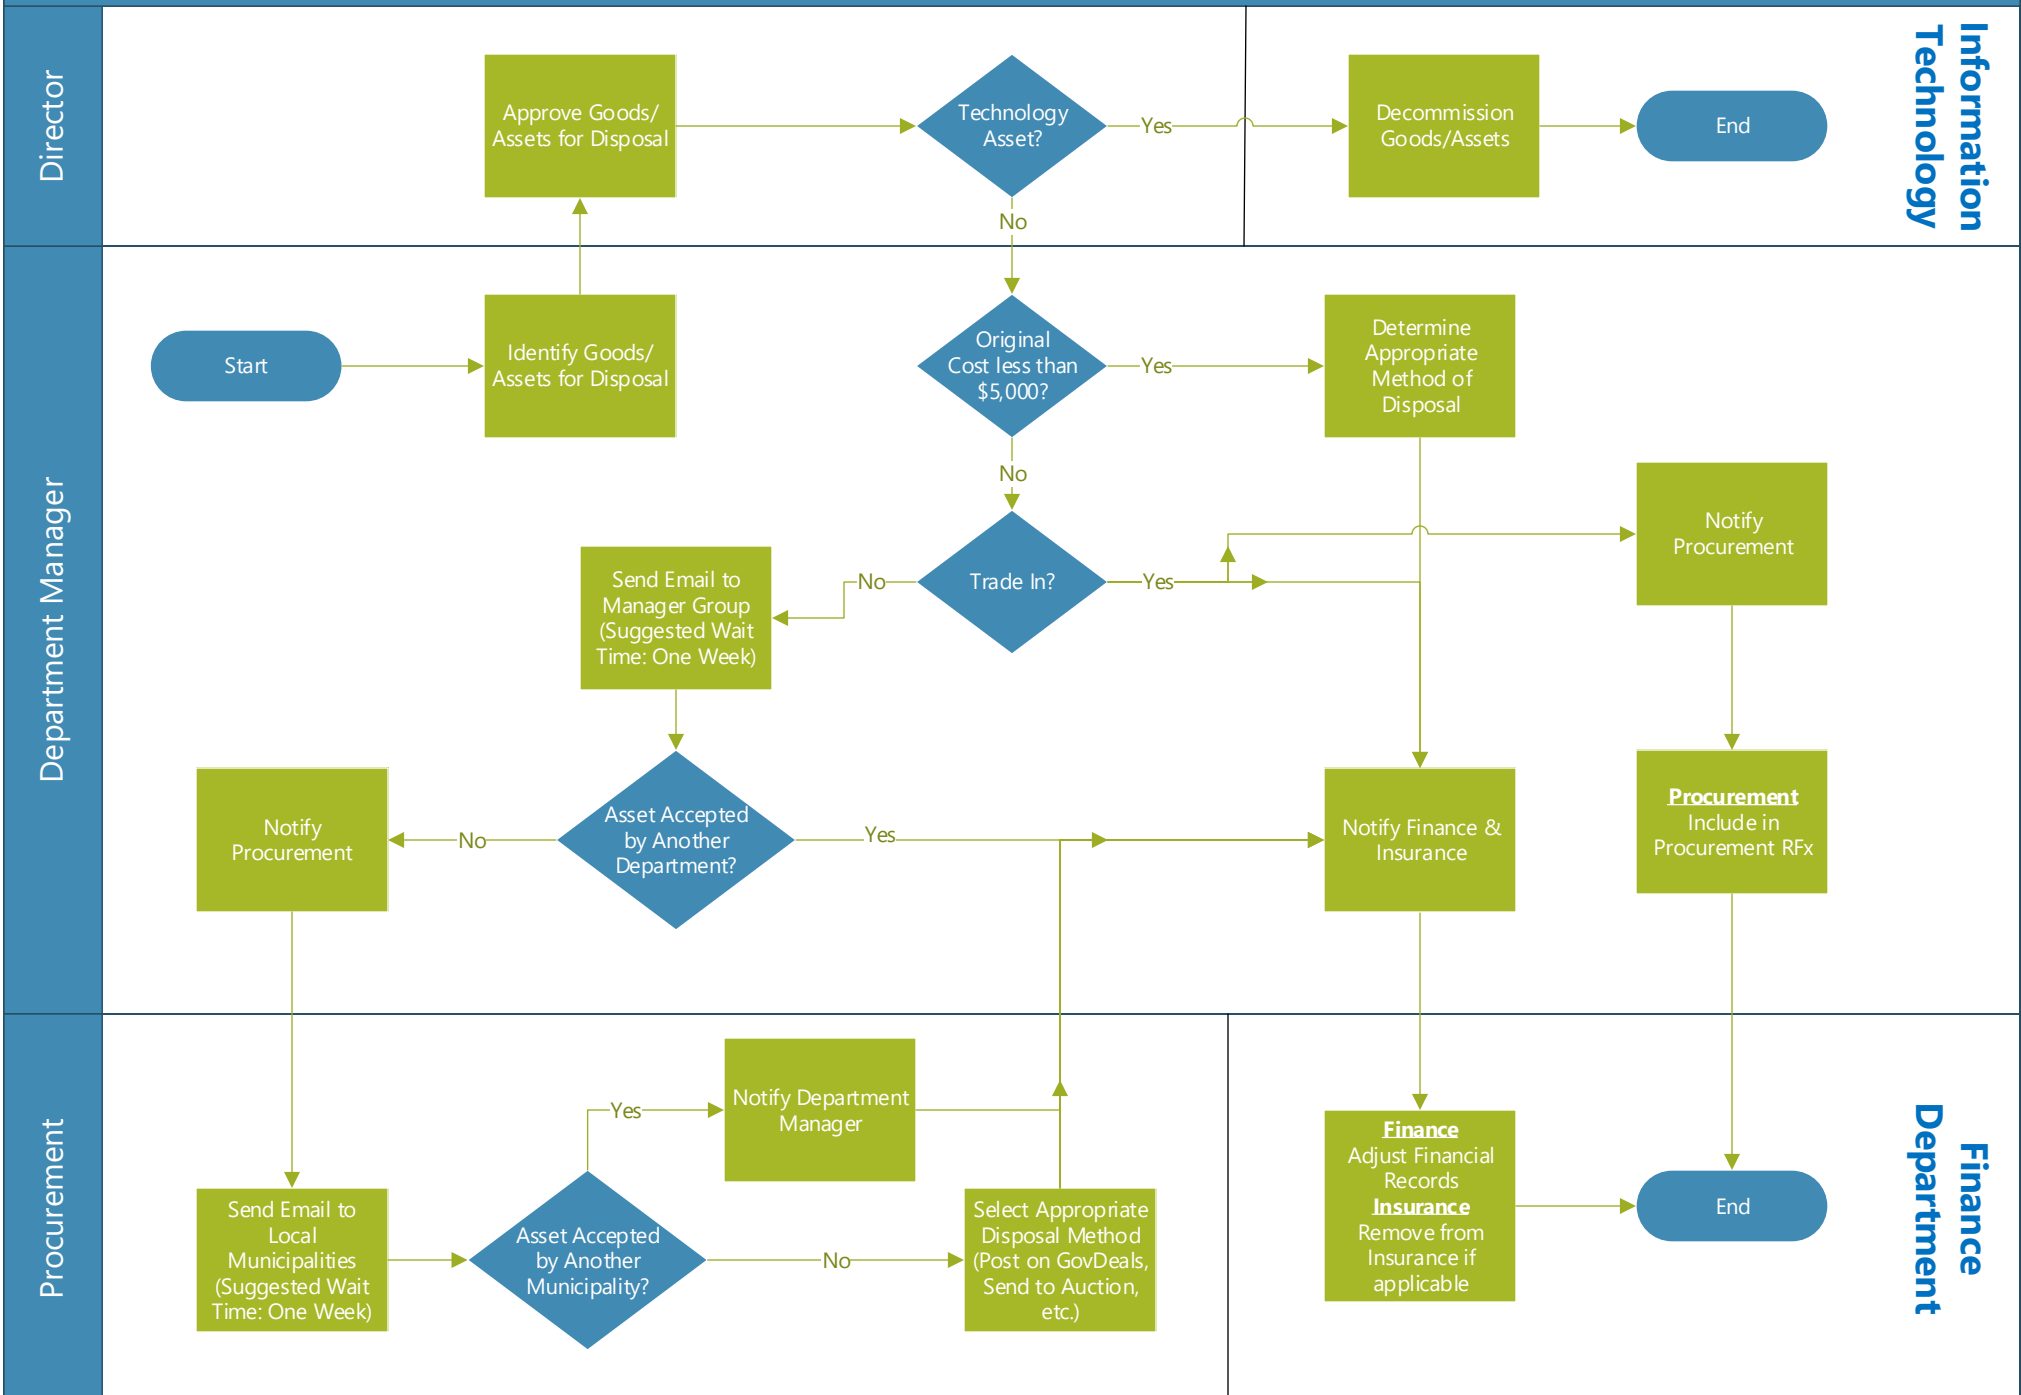 Director
Approve Goods/
Assets for Disposal
Technology
Asset?
Yes
No
Decommission
Goods/Assets
End
Information
Technology
Department Manager
Start
Identify Goods/
Assets for Disposal
Original
Cost less than
$5,000?
Yes
No
Determine
Appropriate
Method of
Disposal
Trade In?
Yes
No
Notify
Procurement
Send Email to
Manager Group
(Suggested Wait
Time: One Week)
Notify
Procurement
No
Asset Accepted
by Another
Department?
Yes
Notify Finance &
Insurance
Procurement
Include in
Procurement RFx
Procurement
Send Email to
Local
Municipalities
(Suggested Wait
Time: One Week)
Asset Accepted
by Another
Municipality?
Yes
No
Notify Department
Manager
Select Appropriate
Disposal Method
(Post on GovDeals,
Send to Auction,
etc.)
Finance
Adjust Financial
Records
Insurance
Remove from
Insurance if
applicable
End
Finance
Department